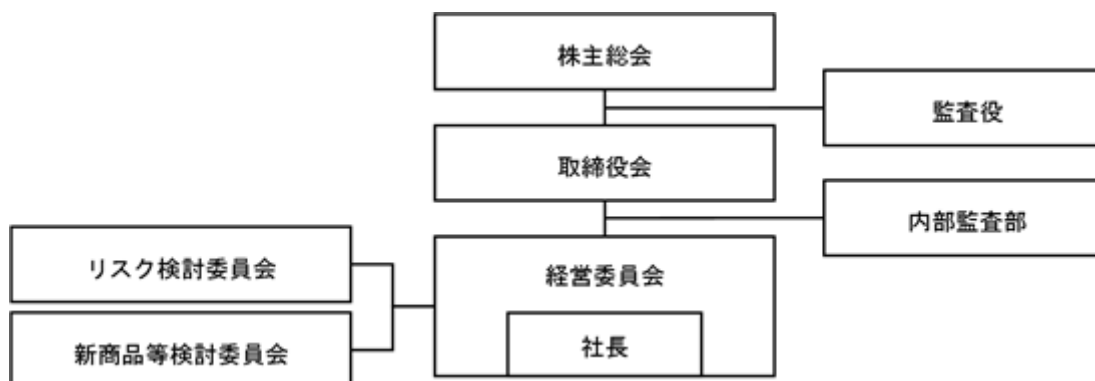 株主総会
監査役
取締役会
内部監査部
リスク検討委員会
経営委員会
新商品等検討委員会
社長